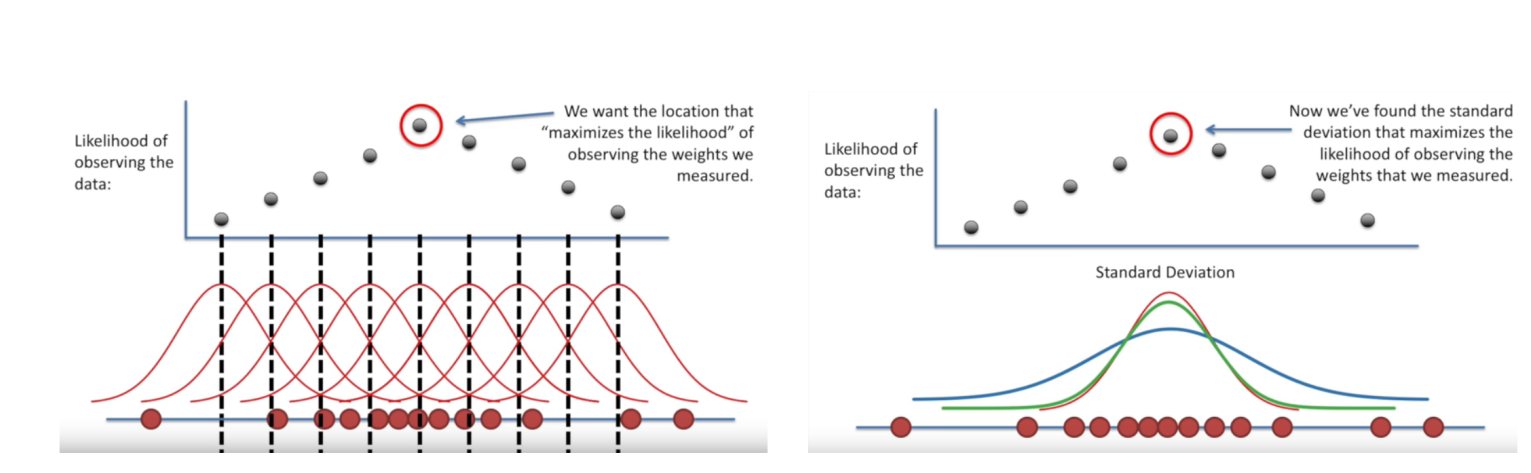 Likelihood of
observing the
data:
We want the location that
“maximizes the likelihood” of
observing the weights we
measured.
Likelihood of
observing the
data:
Now we’ve found the standard
deviation that maximizes the
likelihood of observing the
weights that we measured.
Standard Deviation